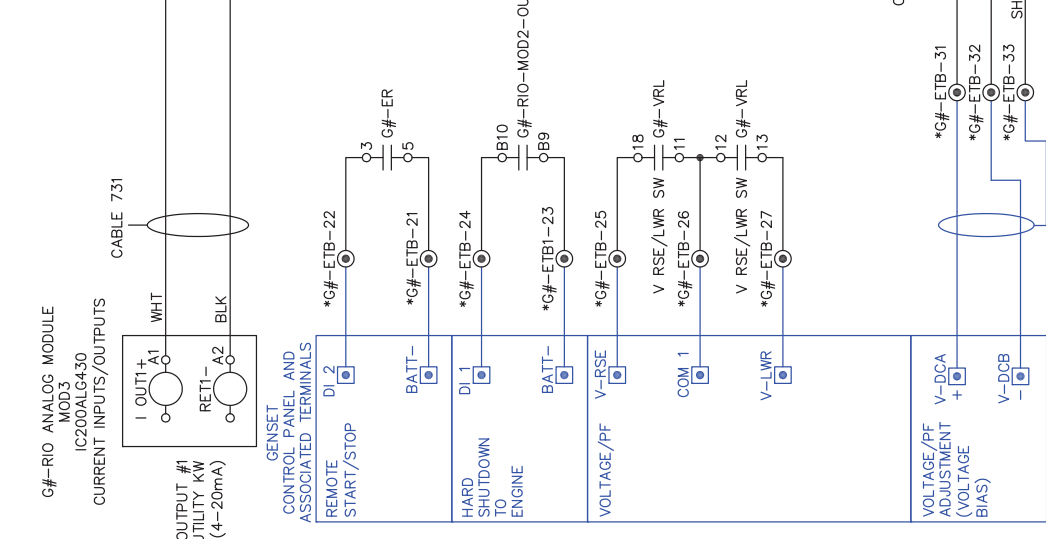 G#-RIO ANALOG MODULE
MOD3
IC200ALG430
CURRENT INPUTS/OUTPUTS
CABLE 731
WHT
BLK
I OUT1+
A1
RET1-
A2
OUTPUT #1
UTILITY KW
(4-20mA)
GENSET
CONTROL PANEL AND
ASSOCIATED TERMINALS
REMOTE
START/STOP
DI 2
BATT-
*G#-ETB-22
*G#-ETB-21
3
G#-ER
5
HARD
SHUTDOWN
TO
ENGINE
DI 1
BATT-
*G#-ETB-24
*G#-ETB1-23
B10
G#-RIO-MOD2-OU
B9
VOLTAGE/PF
V-RSE
COM 1
V-LWR
*G#-ETB-25
V RSE/LWR SW
*G#-ETB-26
V RSE/LWR SW
*G#-ETB-27
18
G#-VRL
11
12
G#-VRL
13
VOLTAGE/PF
ADJUSTMENT
(VOLTAGE
BIAS)
V-DCA
+
V-DCB
-
*G#-ETB-31
*G#-ETB-32
*G#-ETB-33
SH